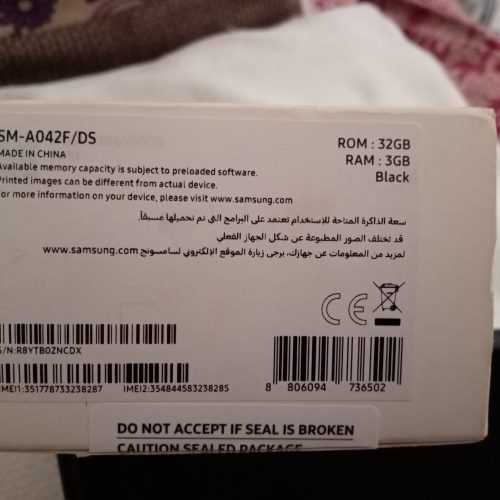 SM-A042F/DS
MADE IN CHINA
Available memory capacity is subject to preloaded software.
Printed images can be different from actual device.
For more information on your device, please visit www.samsung.com
ROM : 32GB
RAM : 3GB
Black
سعة الذاكرة المتاحة للإستخدام تعتمد على البرامج التي تم تحميلها مسبقاً.
قد تختلف الصور المطبوعة عن شكل الجهاز الفعلي
لمزيد من المعلومات عن جهازك، يرجى زيارة الموقع الإلكتروني لسامسونج www.samsung.com
CE
S/N:R8YTB0ZNCDX
IMEI1:351778733238287 IMEI2:354844583238285
8 806094 736502
DO NOT ACCEPT IF SEAL IS BROKEN
CAUTION SEALED PACKAGE